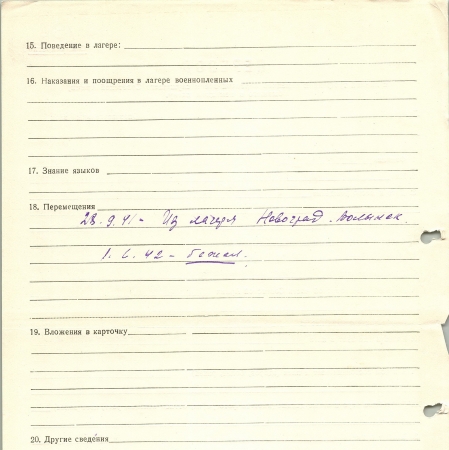 15. Поведение в лагере:
16. Наказания и поощрения в лагере военнопленных
17. Знание языков
18. Перемещения
28. 9. 41 - Из лагеря Новоград-Волынск.
1. 6. 42 - бежал.
19. Вложения в карточку
20. Другие сведения